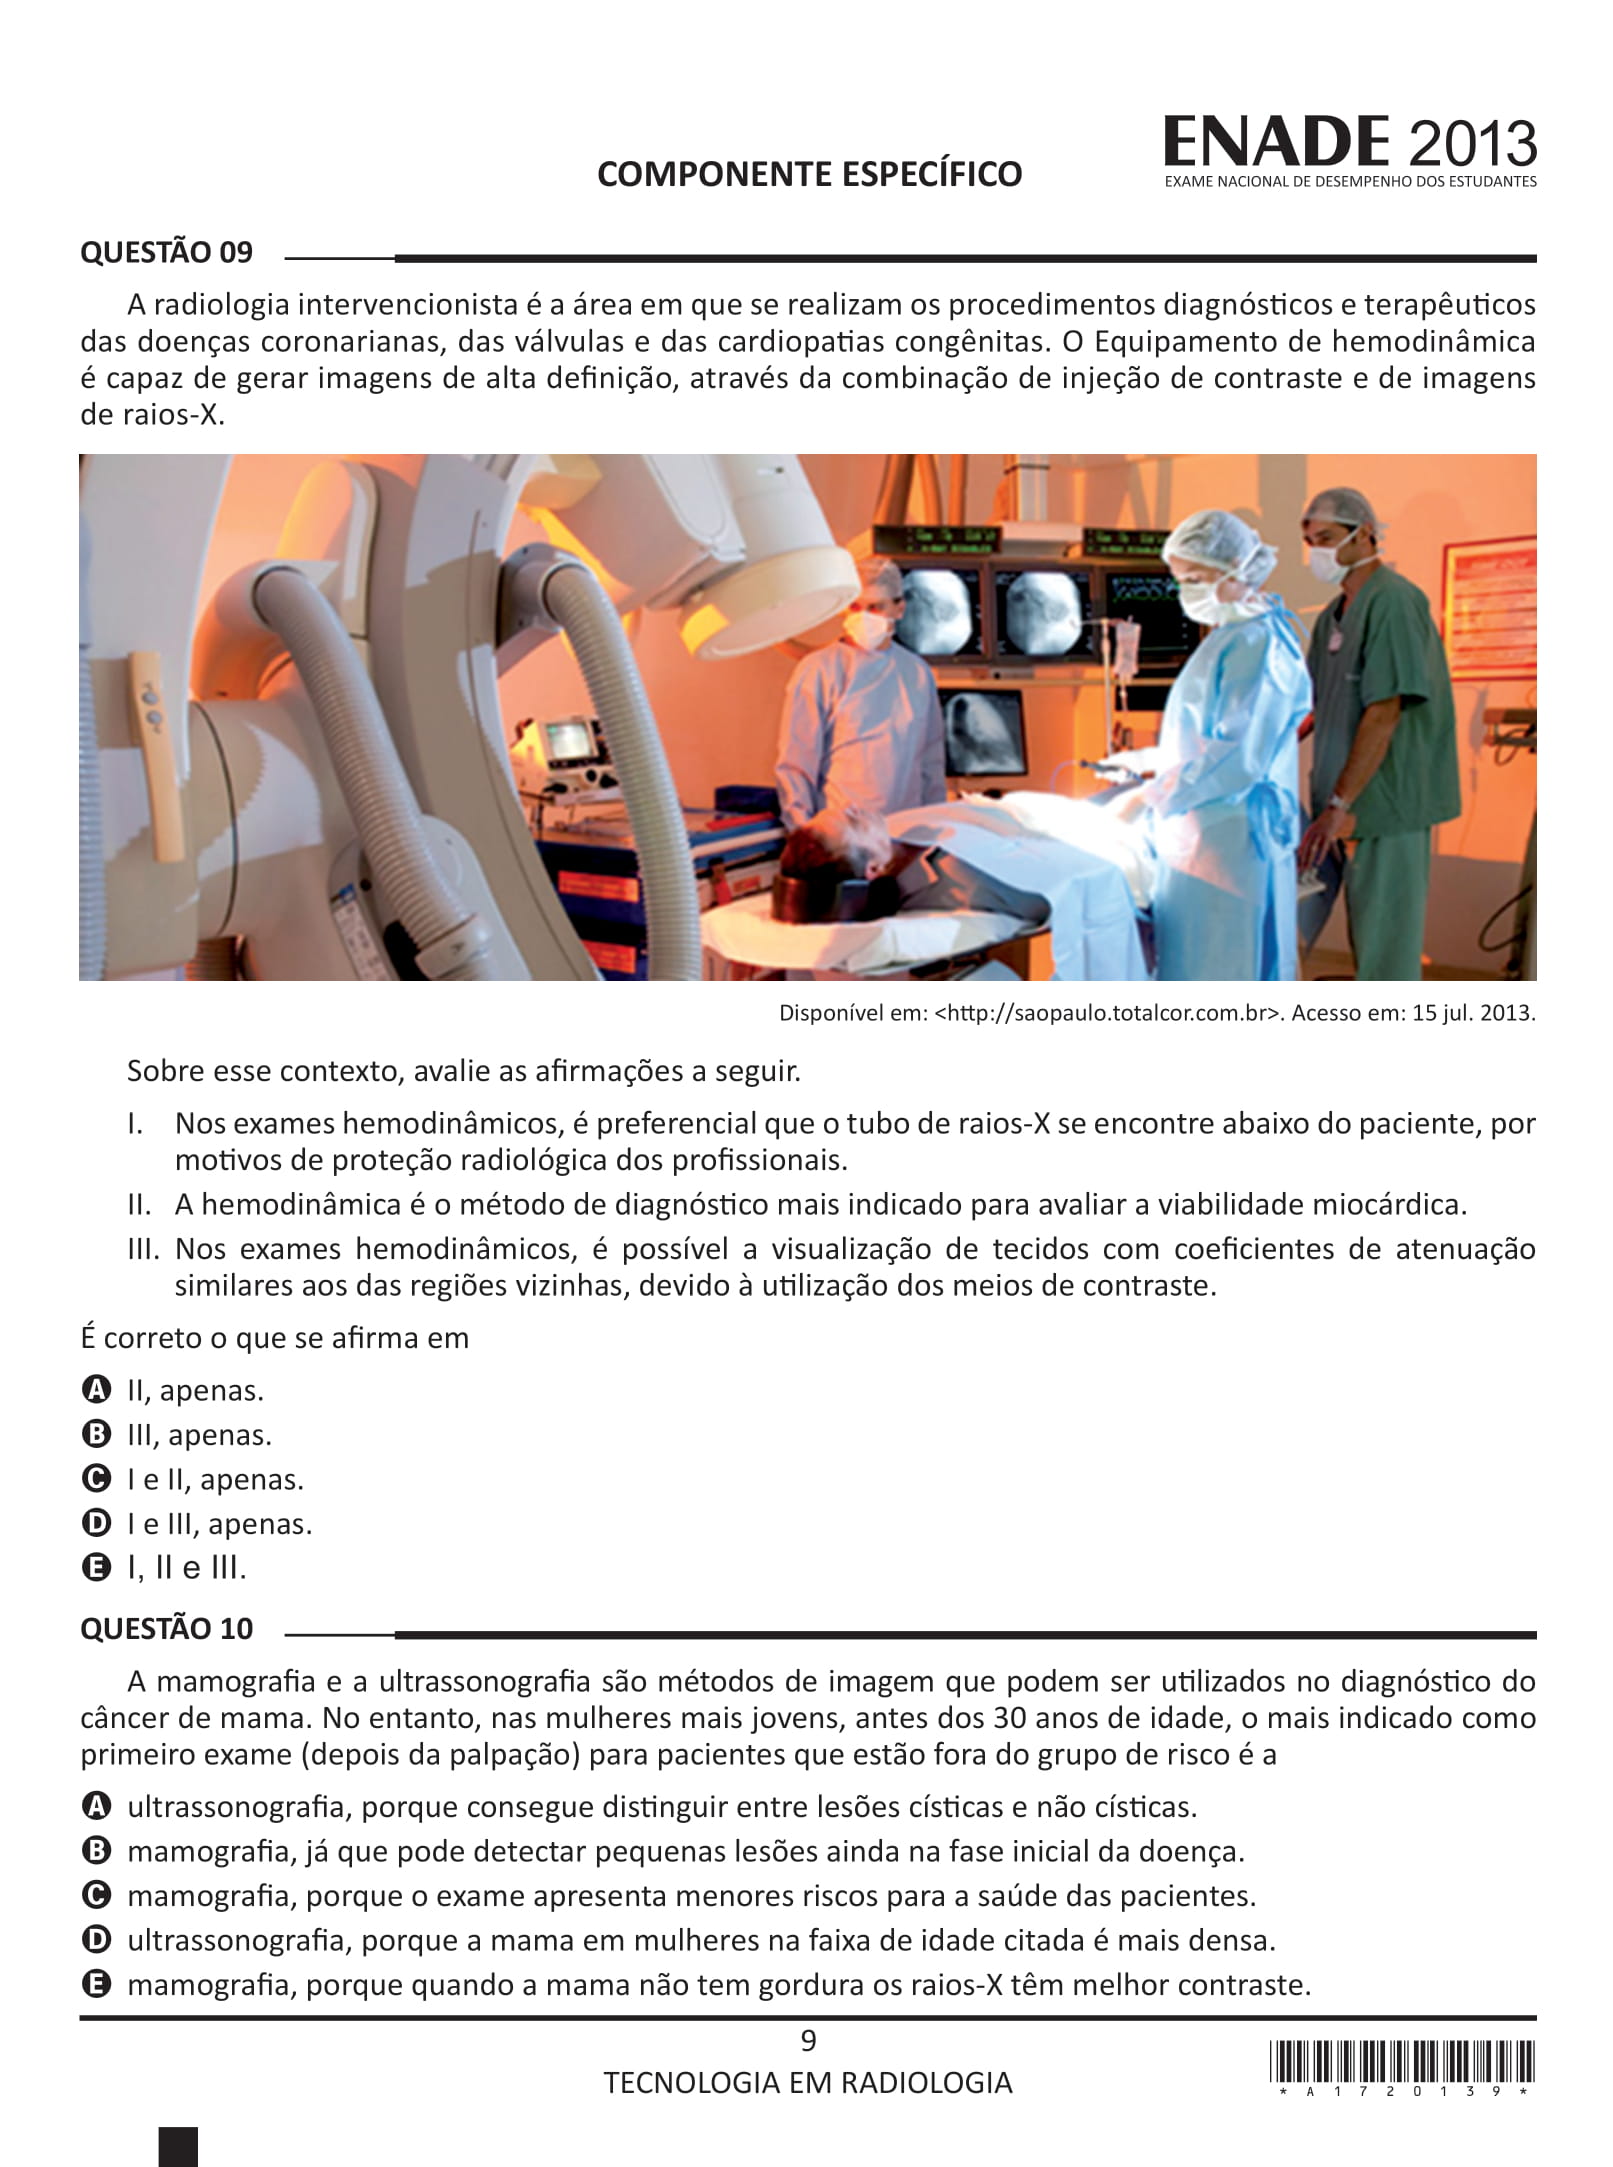 ENADE 2013
EXAME NACIONAL DE DESEMPENHO DOS ESTUDANTES
COMPONENTE ESPECÍFICO
QUESTÃO 09
A radiologia intervencionista é a área em que se realizam os procedimentos diagnósticos e terapêuticos
das doenças coronarianas, das válvulas e das cardiopatias congênitas. O Equipamento de hemodinâmica
é capaz de gerar imagens de alta definição, através da combinação de injeção de contraste e de imagens
de raios-X.
Disponível em: <http://saopaulo.totalcor.com.br>. Acesso em: 15 jul. 2013.
Sobre esse contexto, avalie as afirmações a seguir.
I. Nos exames hemodinâmicos, é preferencial que o tubo de raios-X se encontre abaixo do paciente, por
motivos de proteção radiológica dos profissionais.
II. A hemodinâmica é o método de diagnóstico mais indicado para avaliar a viabilidade miocárdica.
III. Nos exames hemodinâmicos, é possível a visualização de tecidos com coeficientes de atenuação
similares aos das regiões vizinhas, devido à utilização dos meios de contraste.
É correto o que se afirma em
A II, apenas.
B III, apenas.
C I e II, apenas.
D I e III, apenas.
E I, II e III.
QUESTÃO 10
A mamografia e a ultrassonografia são métodos de imagem que podem ser utilizados no diagnóstico do
câncer de mama. No entanto, nas mulheres mais jovens, antes dos 30 anos de idade, o mais indicado como
primeiro exame (depois da palpação) para pacientes que estão fora do grupo de risco é a
A ultrassonografia, porque consegue distinguir entre lesões císticas e não císticas.
B mamografia, já que pode detectar pequenas lesões ainda na fase inicial da doença.
C mamografia, porque o exame apresenta menores riscos para a saúde das pacientes.
D ultrassonografia, porque a mama em mulheres na faixa de idade citada é mais densa.
E mamografia, porque quando a mama não tem gordura os raios-X têm melhor contraste.
9
TECNOLOGIA EM RADIOLOGIA
* A 1 7 2 0 1 3 9 *